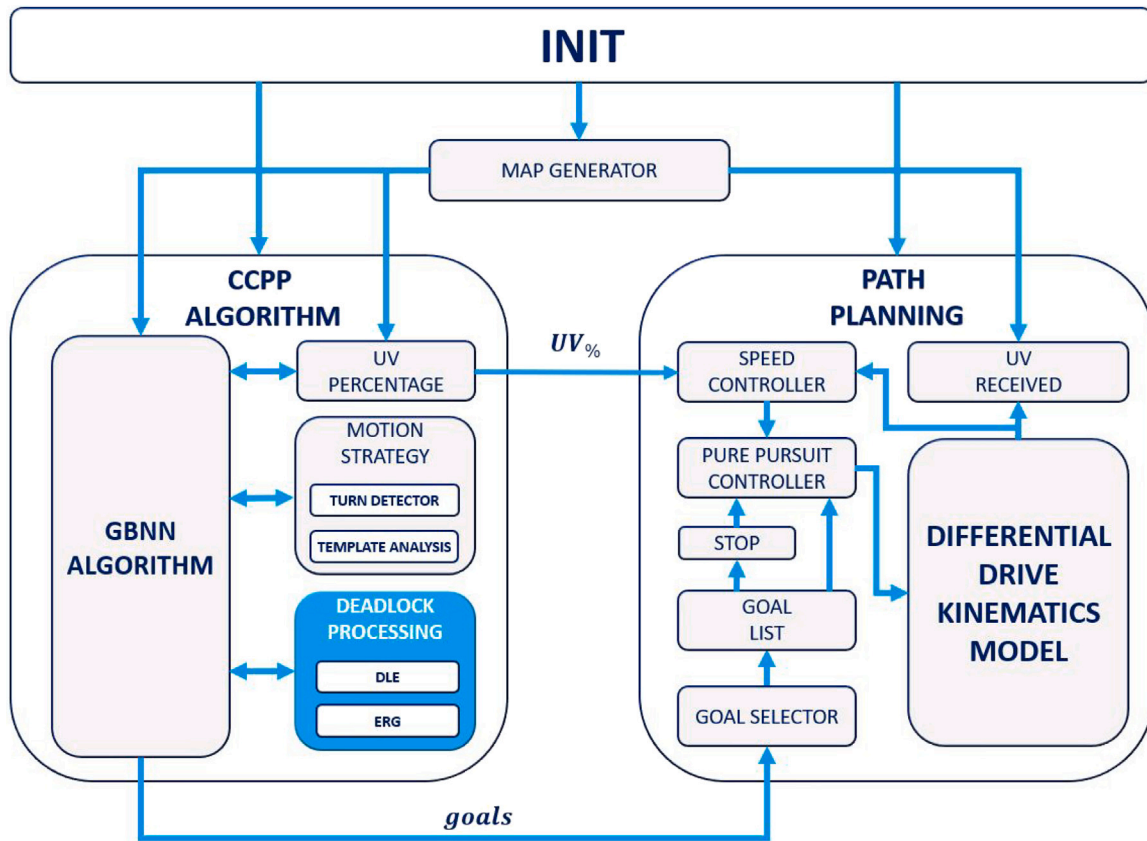 INIT
MAP GENERATOR
CCPP
ALGORITHM
GBNN
ALGORITHM
UV
PERCENTAGE
MOTION
STRATEGY
TURN DETECTOR
TEMPLATE ANALYSIS
DEADLOCK
PROCESSING
DLE
ERG
UV%
goals
PATH
PLANNING
SPEED
CONTROLLER
UV
RECEIVED
PURE PURSUIT
CONTROLLER
STOP
GOAL
LIST
GOAL SELECTOR
DIFFERENTIAL
DRIVE
KINEMATICS
MODEL